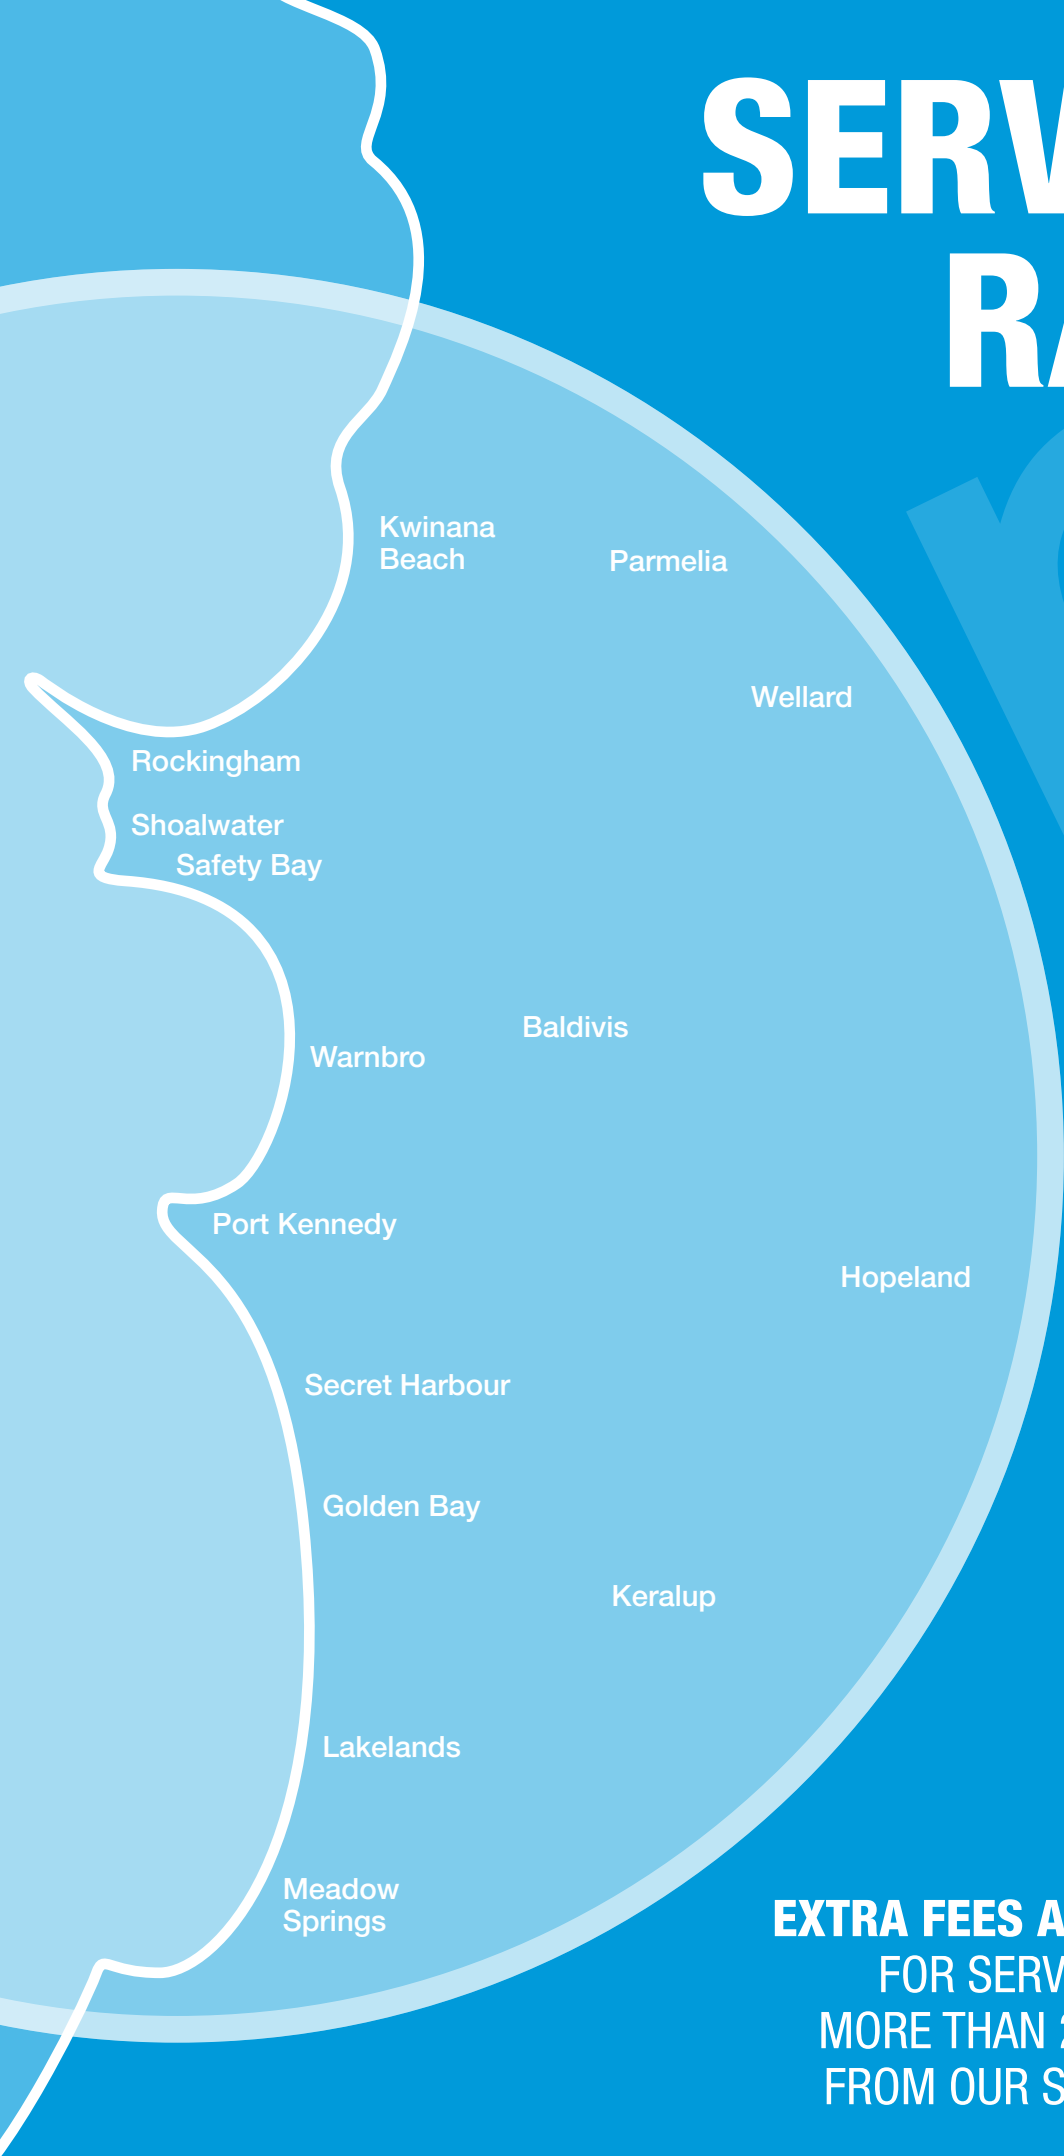 SERV
RA
Kwinana
Beach
Parmelia
Wellard
Rockingham
Shoalwater
Safety Bay
Baldivis
Warnbro
Port Kennedy
Hopeland
Secret Harbour
Golden Bay
Keralup
Lakelands
Meadow
Springs
EXTRA FEES A
FOR SERV
MORE THAN 2
FROM OUR S